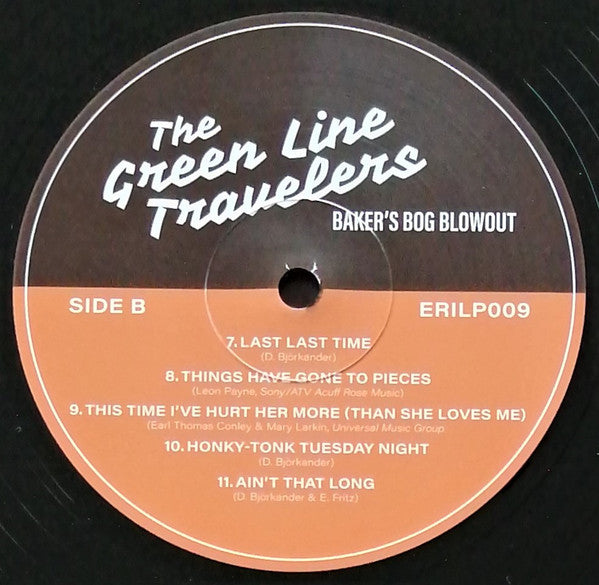 The
Green Line
Travelers
BAKER'S BOG BLOWOUT
SIDE B
ERILP009
7. LAST LAST TIME
(D. Björkander)
8. THINGS HAVE GONE TO PIECES
(Leon Payne, Sony//ATV Acuff Rose Music)
9. THIS TIME I'VE HURT HER MORE (THAN SHE LOVES ME)
(Earl Thomas Conley & Mary Larkin, Universal Music Group)
10. HONKY-TONK TUESDAY NIGHT
(D. Björkander)
11. AIN'T THAT LONG
(D. Björkander & E. Fritz)